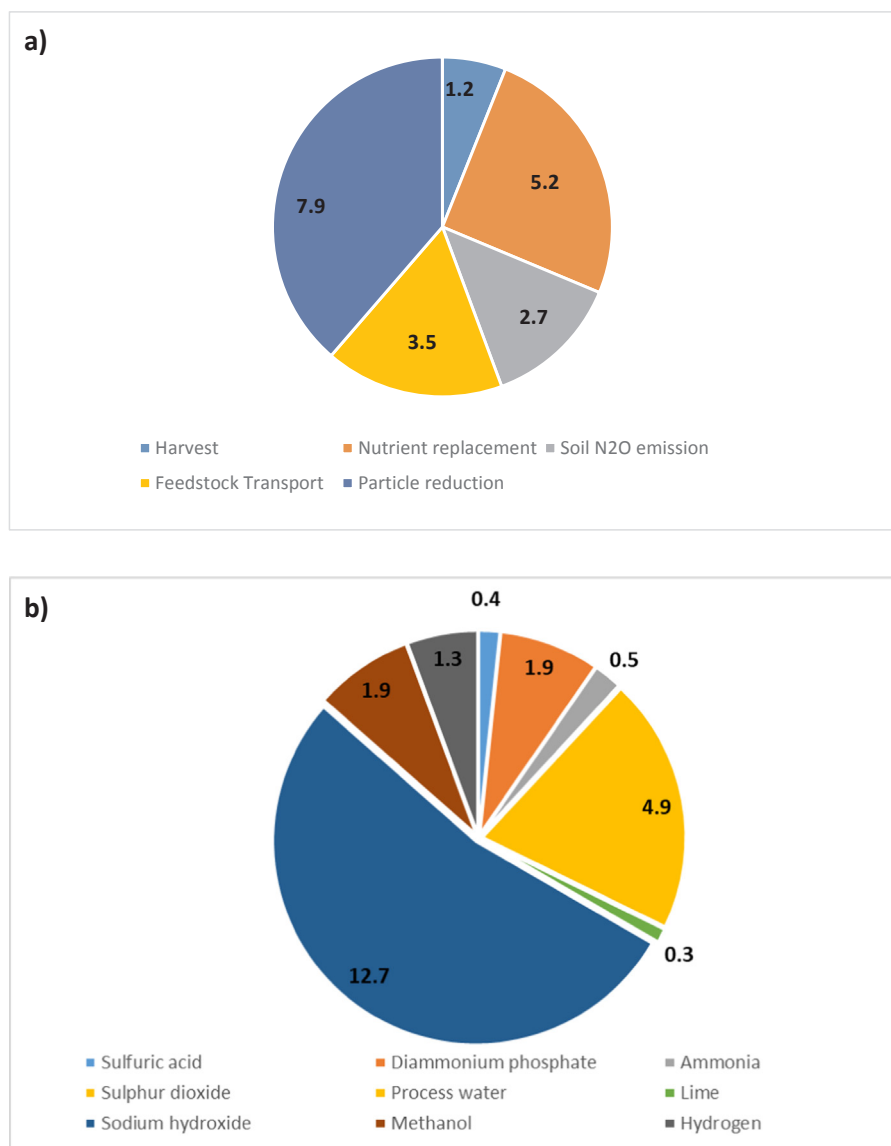 a)
1.2
5.2
7.9
2.7
3.5
Harvest Nutrient replacement Soil N2O emission
Feedstock Transport Particle reduction
b)
0.4
1.3 1.9 0.5
1.9
4.9
0.3
12.7
Sulfuric acid Diammonium phosphate Ammonia
Sulphur dioxide Process water Lime
Sodium hydroxide Methanol Hydrogen